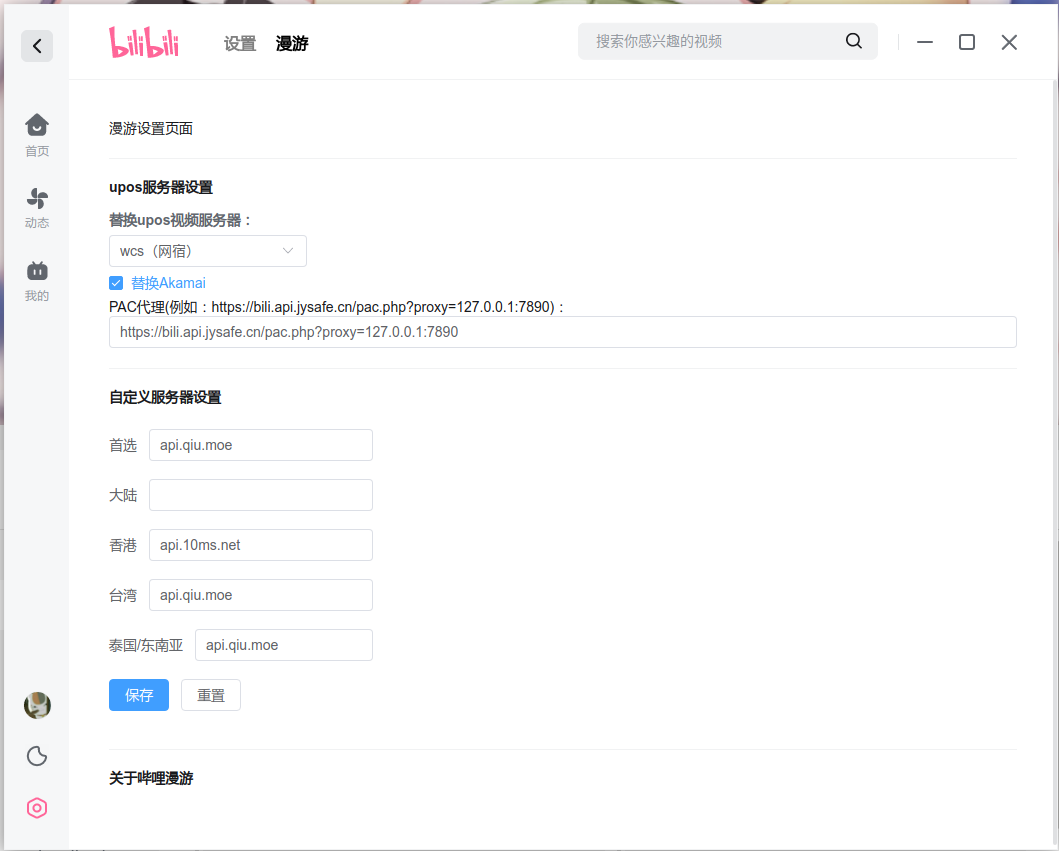 bilibili
设置 漫游
搜索你感兴趣的视频
首页
动态
我的
漫游设置页面
upos服务器设置
替换upos视频服务器：
wcs（网宿）
替换Akamai
PAC代理(例如：https://bili.api.jysafe.cn/pac.php?proxy=127.0.0.1:7890)：
https://bili.api.jysafe.cn/pac.php?proxy=127.0.0.1:7890
自定义服务器设置
首选 api.qiu.moe
大陆
香港 api.10ms.net
台湾 api.qiu.moe
泰国/东南亚 api.qiu.moe
保存 重置
关于哔哩漫游